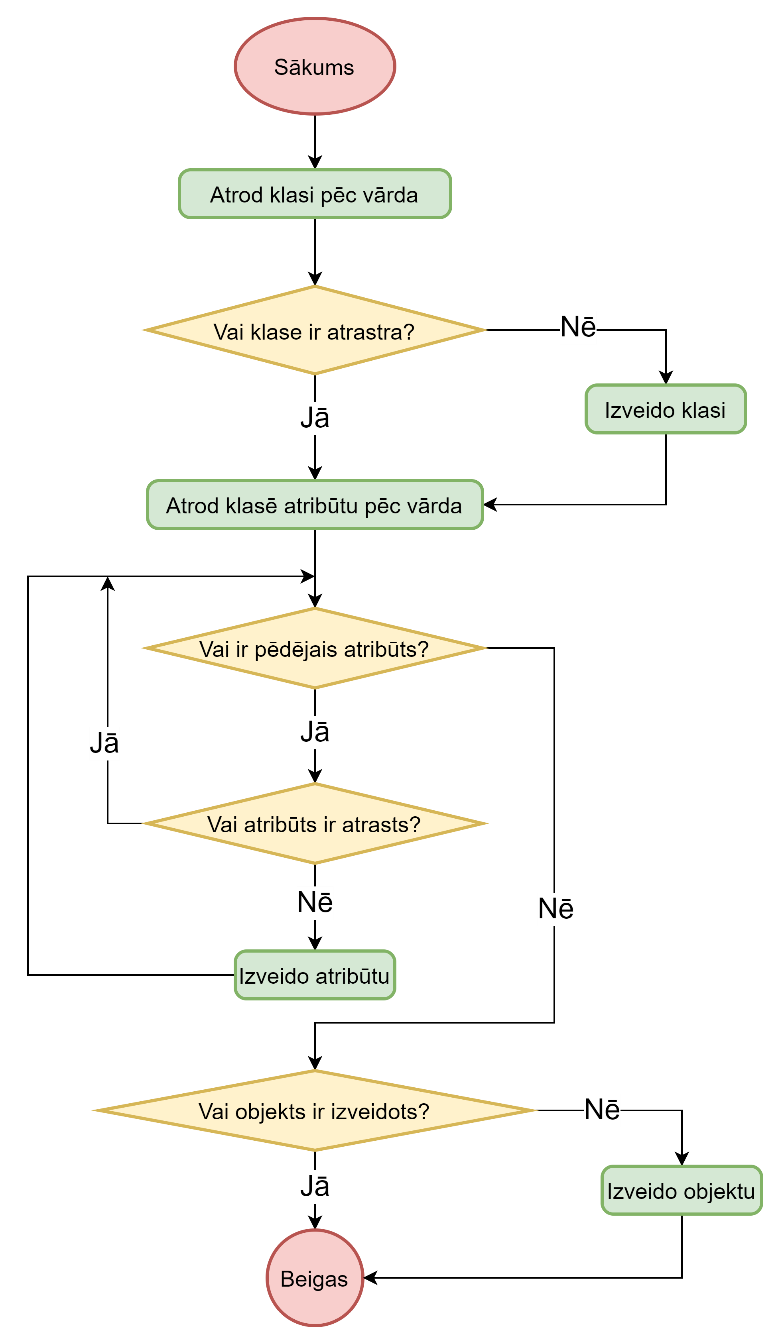 Sākums
Atrod klasi pēc vārda
Vai klase ir atrastra?
Nē
Izveido klasi
Jā
Atrod klasē atribūtu pēc vārda
Vai ir pēdējais atribūts?
Jā
Jā
Vai atribūts ir atrasts?
Nē
Nē
Izveido atribūtu
Vai objekts ir izveidots?
Nē
Jā
Izveido objektu
Beigas